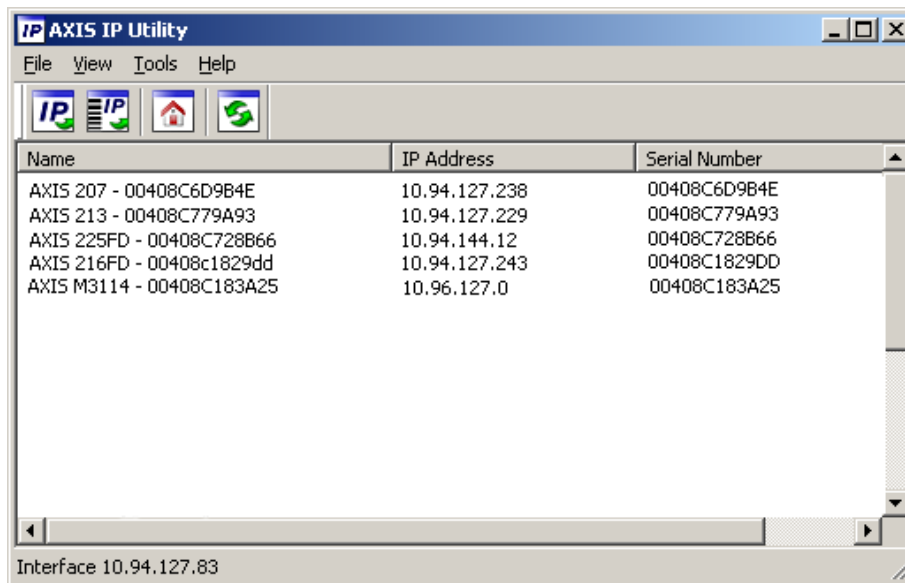 IP AXIS IP Utility
File View Tools Help
IP IP
Name IP Address Serial Number
AXIS 207 - 00408C6D9B4E 10.94.127.238 00408C6D9B4E
AXIS 213 - 00408C779A93 10.94.127.229 00408C779A93
AXIS 225FD - 00408C728B66 10.94.144.12 00408C728B66
AXIS 216FD - 00408c1829dd 10.94.127.243 00408C1829DD
AXIS M3114 - 00408C183A25 10.96.127.0 00408C183A25
Interface 10.94.127.83